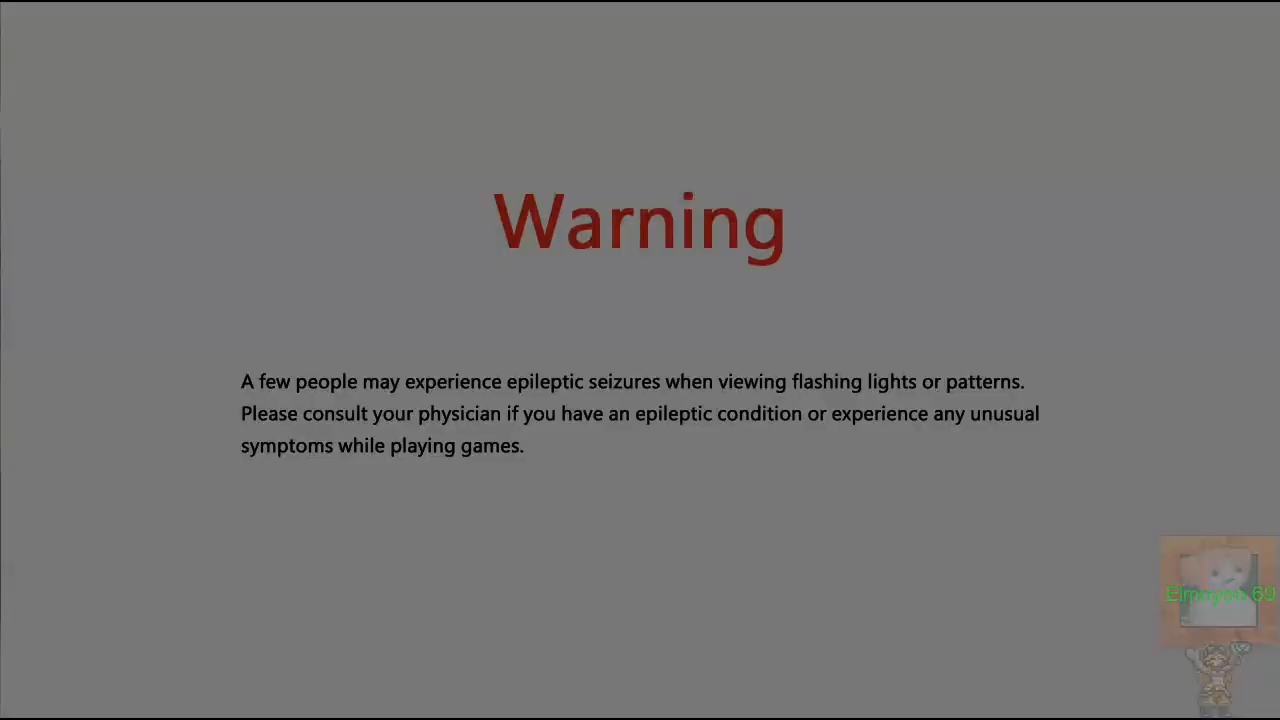 Warning
A few people may experience epileptic seizures when viewing flashing lights or patterns.
Please consult your physician if you have an epileptic condition or experience any unusual
symptoms while playing games.